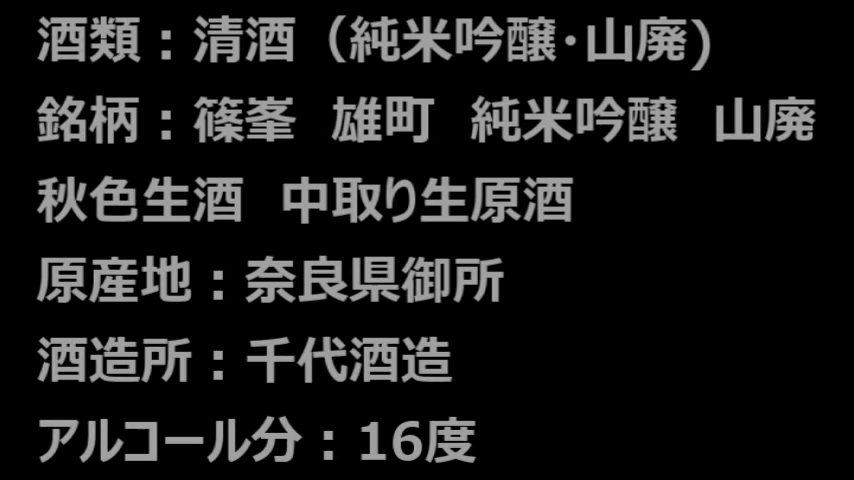 酒類：清酒（純米吟醸･山廃)
銘柄：篠峯　雄町　純米吟醸　山廃
秋色生酒　中取り生原酒
原産地：奈良県御所
酒造所：千代酒造
アルコール分：16度